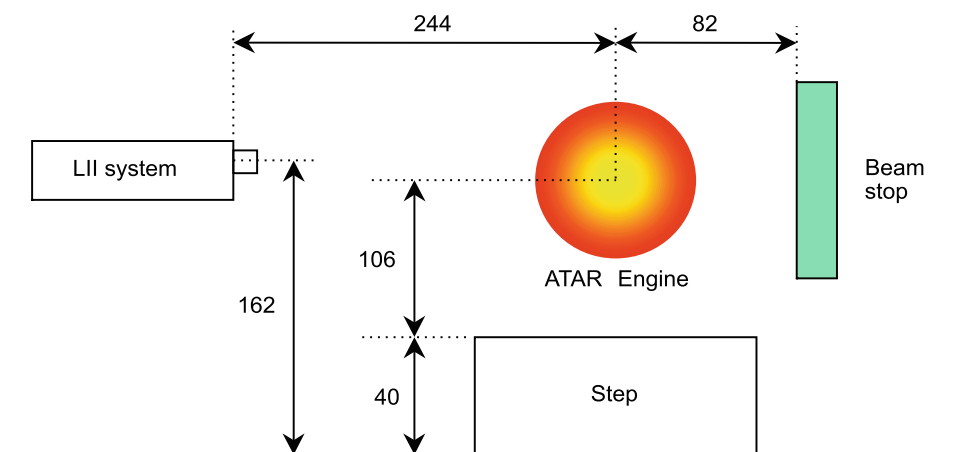 244
82
LII system
Beam
stop
106
ATAR Engine
162
40
Step